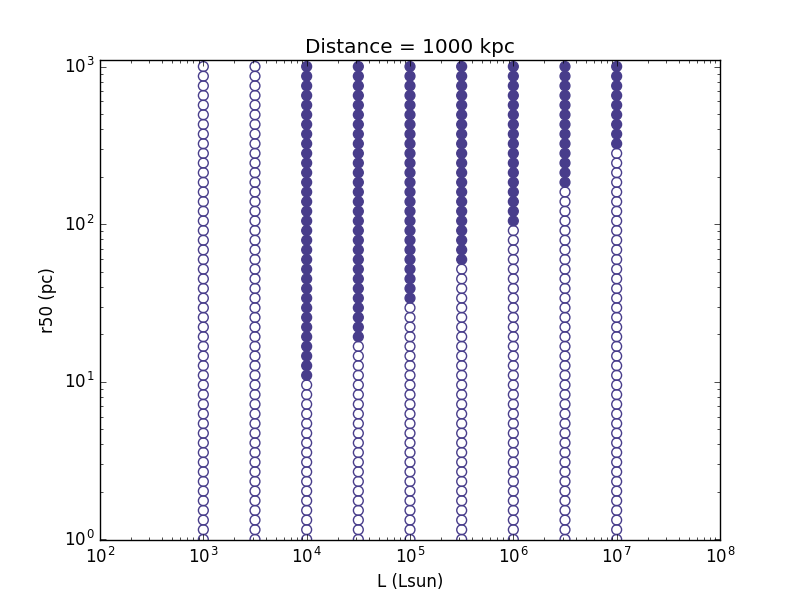 Distance = 1000 kpc
10³
10²
10¹
10⁰
r50 (pc)
10² 10³ 10⁴ 10⁵ 10⁶ 10⁷ 10⁸
L (Lsun)